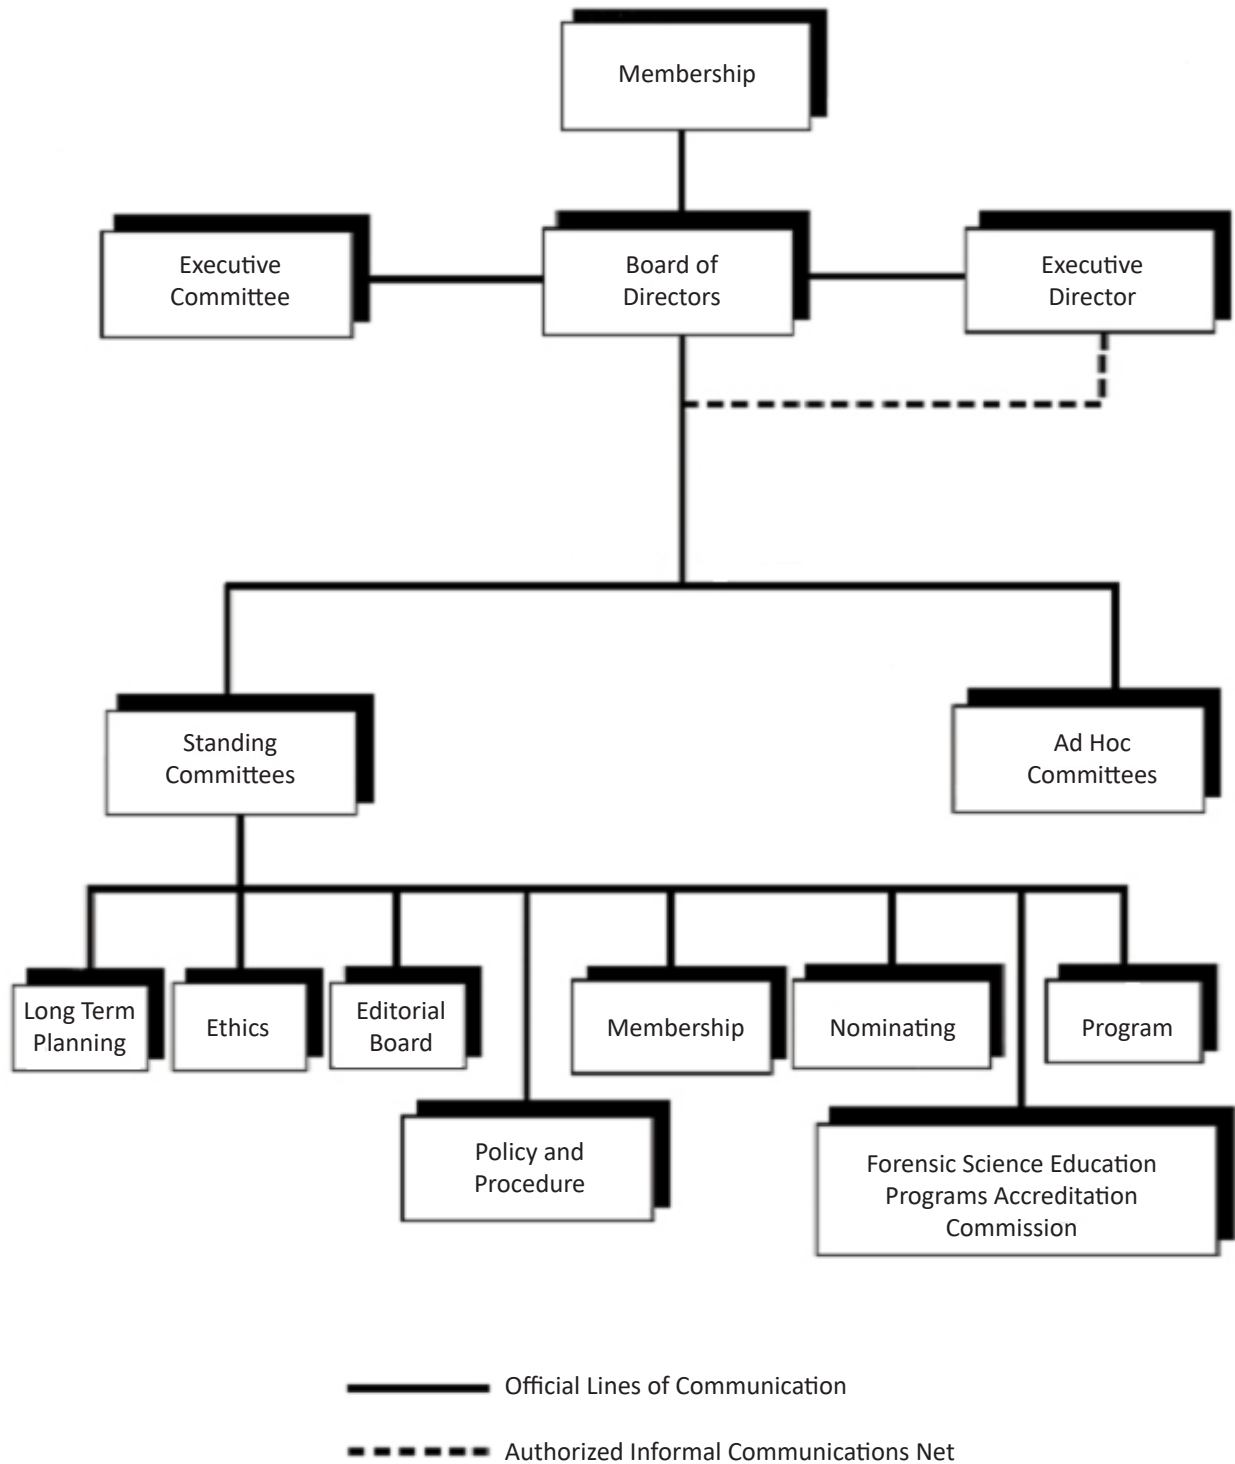 Membership
Executive
Committee
Board of
Directors
Executive
Director
Standing
Committees
Ad Hoc
Committees
Long Term
Planning
Ethics
Editorial
Board
Membership
Nominating
Program
Policy and
Procedure
Forensic Science Education
Programs Accreditation
Commission
Official Lines of Communication
Authorized Informal Communications Net